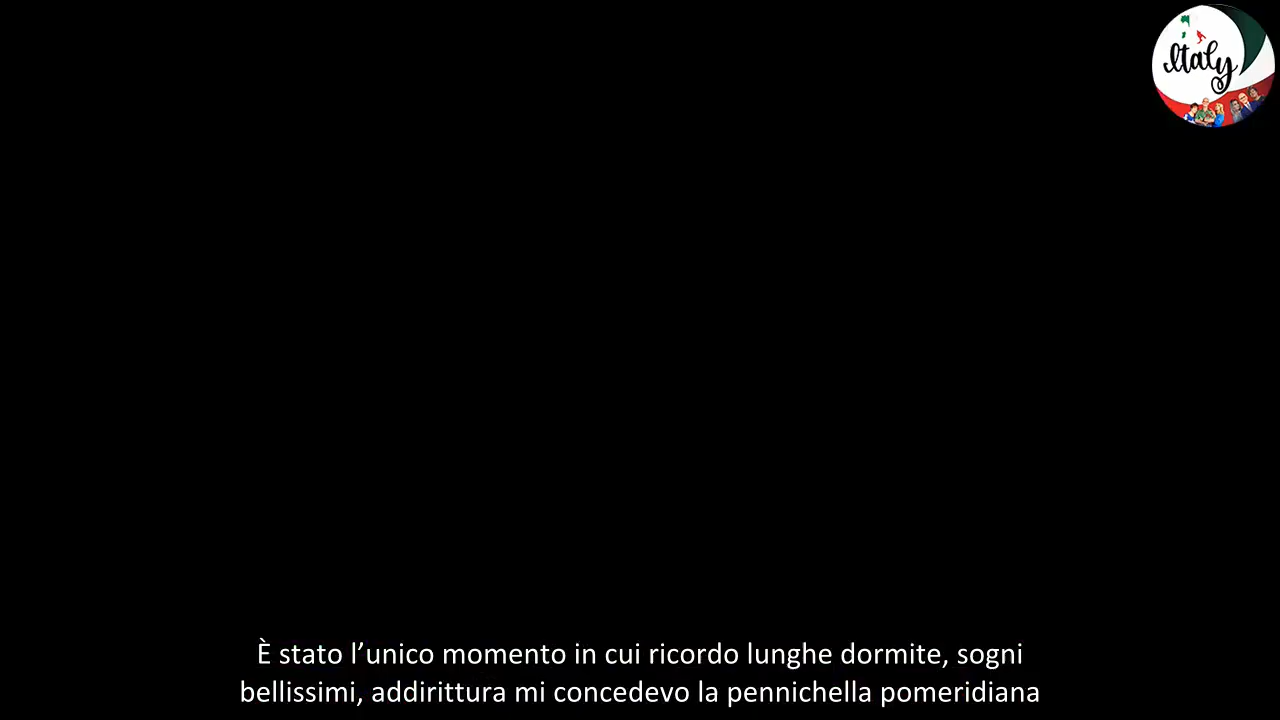 Italy
È stato l’unico momento in cui ricordo lunghe dormite, sogni
bellissimi, addirittura mi concedevo la pennichella pomeridiana